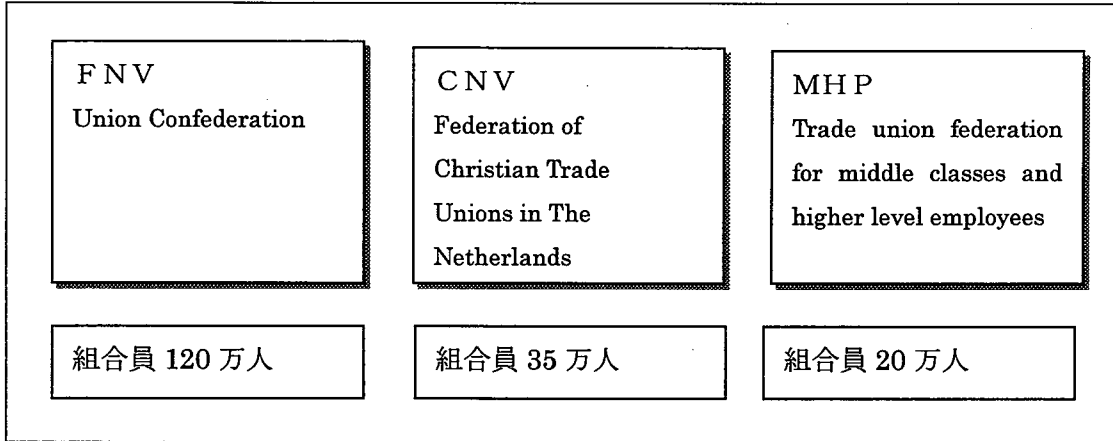 ＦＮＶ
Union Confederation
ＣＮＶ
Federation of
Christian Trade
Unions in The
Netherlands
ＭＨＰ
Trade union federation
for middle classes and
higher level employees
組合員 120 万人
組合員 35 万人
組合員 20 万人